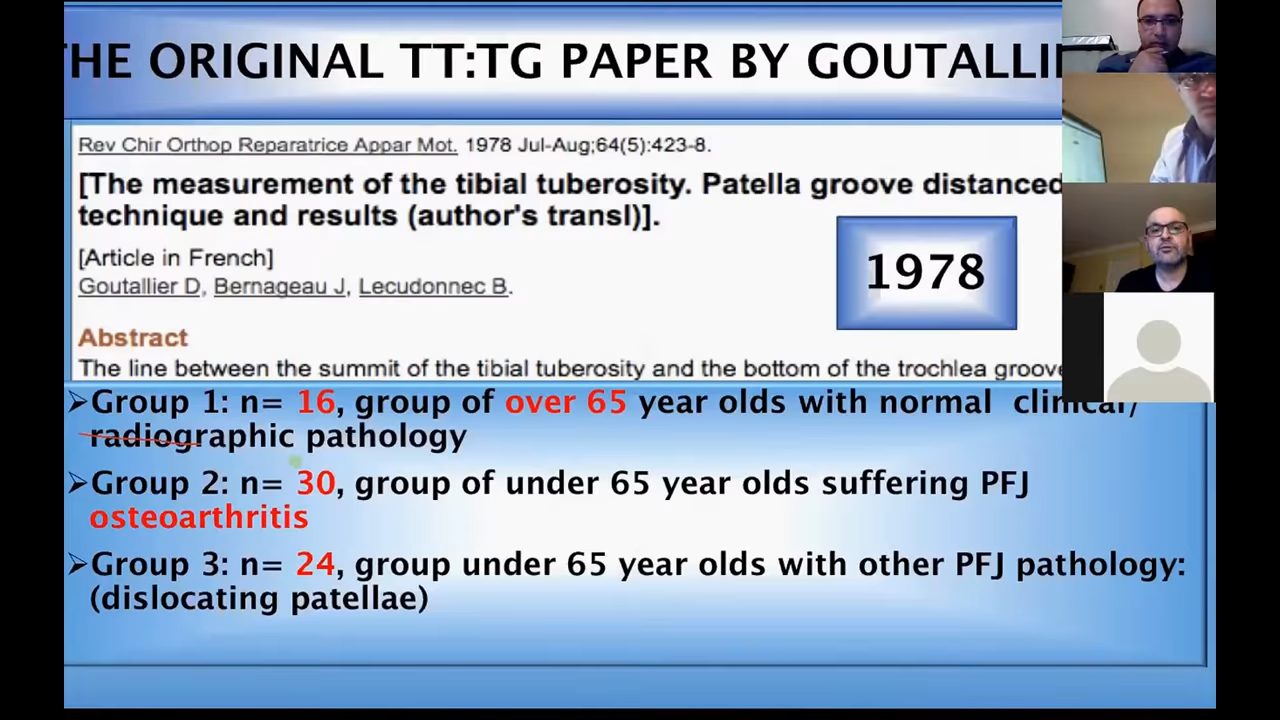 THE ORIGINAL TT:TG PAPER BY GOUTALLI
Rev Chir Orthop Reparatrice Appar Mot. 1978 Jul-Aug;64(5):423-8.
[The measurement of the tibial tuberosity. Patella groove distanced
technique and results (author's transl)].
[Article in French]
1978
Goutallier D, Bernageau J, Lecudonnec B.
Abstract
The line between the summit of the tibial tuberosity and the bottom of the trochlea groove
➢Group 1: n= 16, group of over 65 year olds with normal clinical/
radiographic pathology
➢Group 2: n= 30, group of under 65 year olds suffering PFJ
osteoarthritis
➢Group 3: n= 24, group under 65 year olds with other PFJ pathology:
(dislocating patellae)